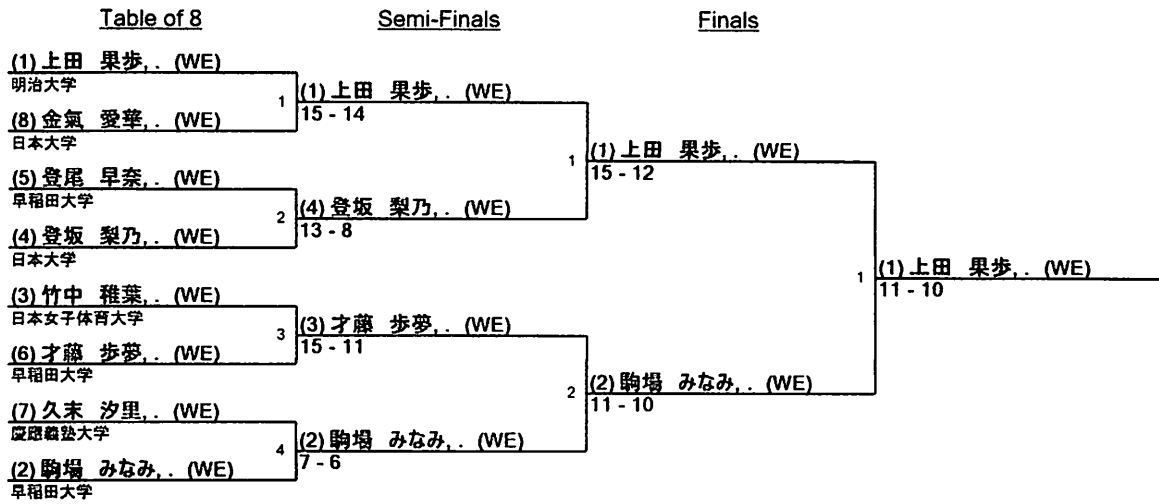 Table of 8
Semi-Finals
Finals
(1) 上田 果歩, . (WE)
明治大学
(8) 金氣 愛華, . (WE)
日本大学
(5) 登尾 早奈, . (WE)
早稲田大学
(4) 登坂 梨乃, . (WE)
日本大学
(3) 竹中 稚葉, . (WE)
日本女子体育大学
(6) 才藤 歩夢, . (WE)
早稲田大学
(7) 久末 汐里, . (WE)
慶應義塾大学
(2) 駒場 みなみ, . (WE)
早稲田大学
1
(1) 上田 果歩, . (WE)
15 - 14
2
(4) 登坂 梨乃, . (WE)
13 - 8
3
(3) 才藤 歩夢, . (WE)
15 - 11
4
(2) 駒場 みなみ, . (WE)
7 - 6
1
(1) 上田 果歩, . (WE)
15 - 12
2
(2) 駒場 みなみ, . (WE)
11 - 10
1
(1) 上田 果歩, . (WE)
11 - 10